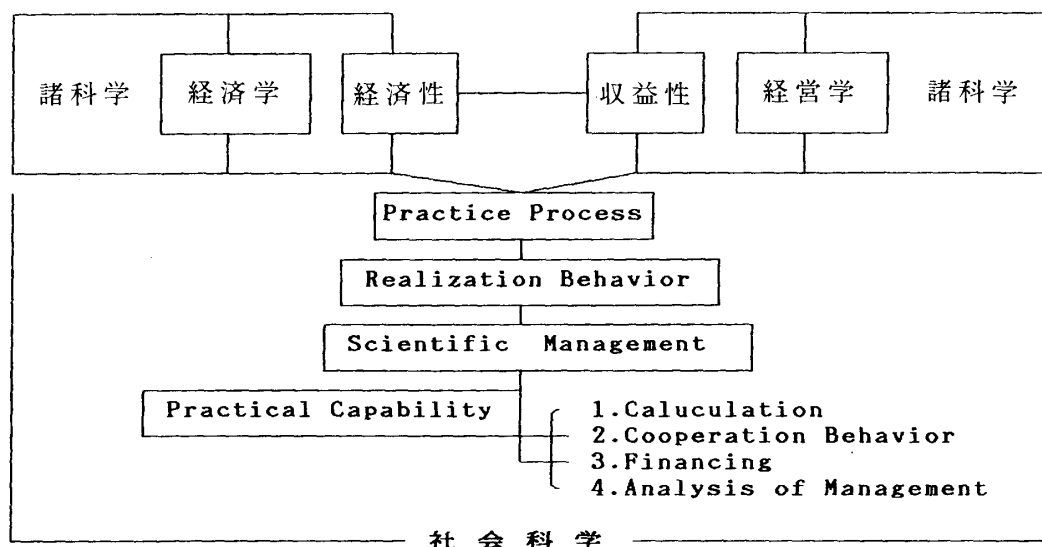 諸科学 経済学 経済性 収益性 経営学 諸科学
Practice Process
Realization Behavior
Scientific Management
Practical Capability
1.Caluculation
2.Cooperation Behavior
3.Financing
4.Analysis of Management
社会科学